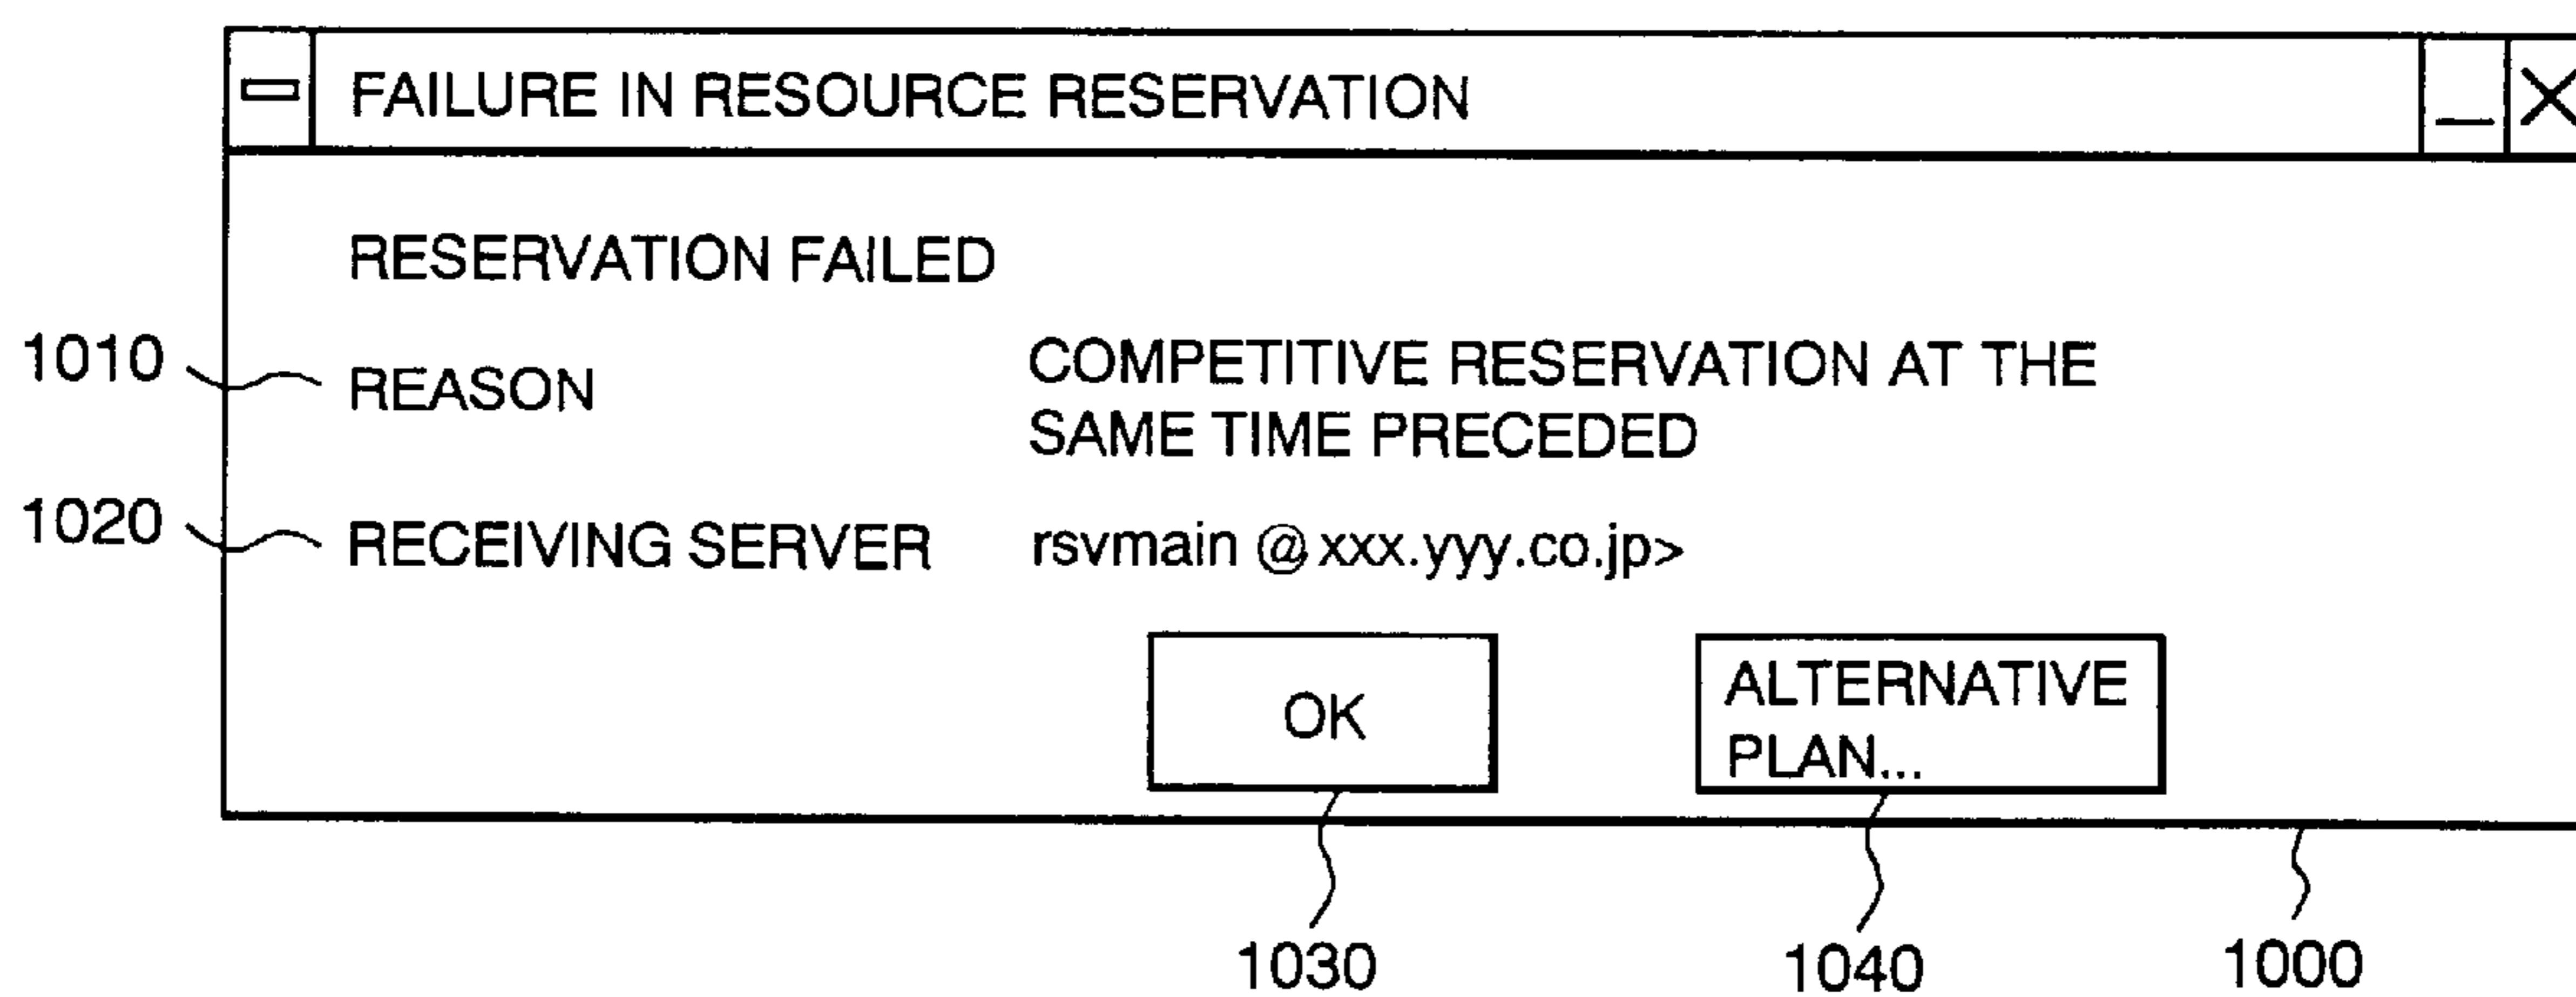 FAILURE IN RESOURCE RESERVATION
RESERVATION FAILED
1010
REASON
COMPETITIVE RESERVATION AT THE
SAME TIME PRECEDED
1020
RECEIVING SERVER
rsvmain @xxx.yyy.co.jp>
OK
ALTERNATIVE
PLAN...
1030
1040
1000